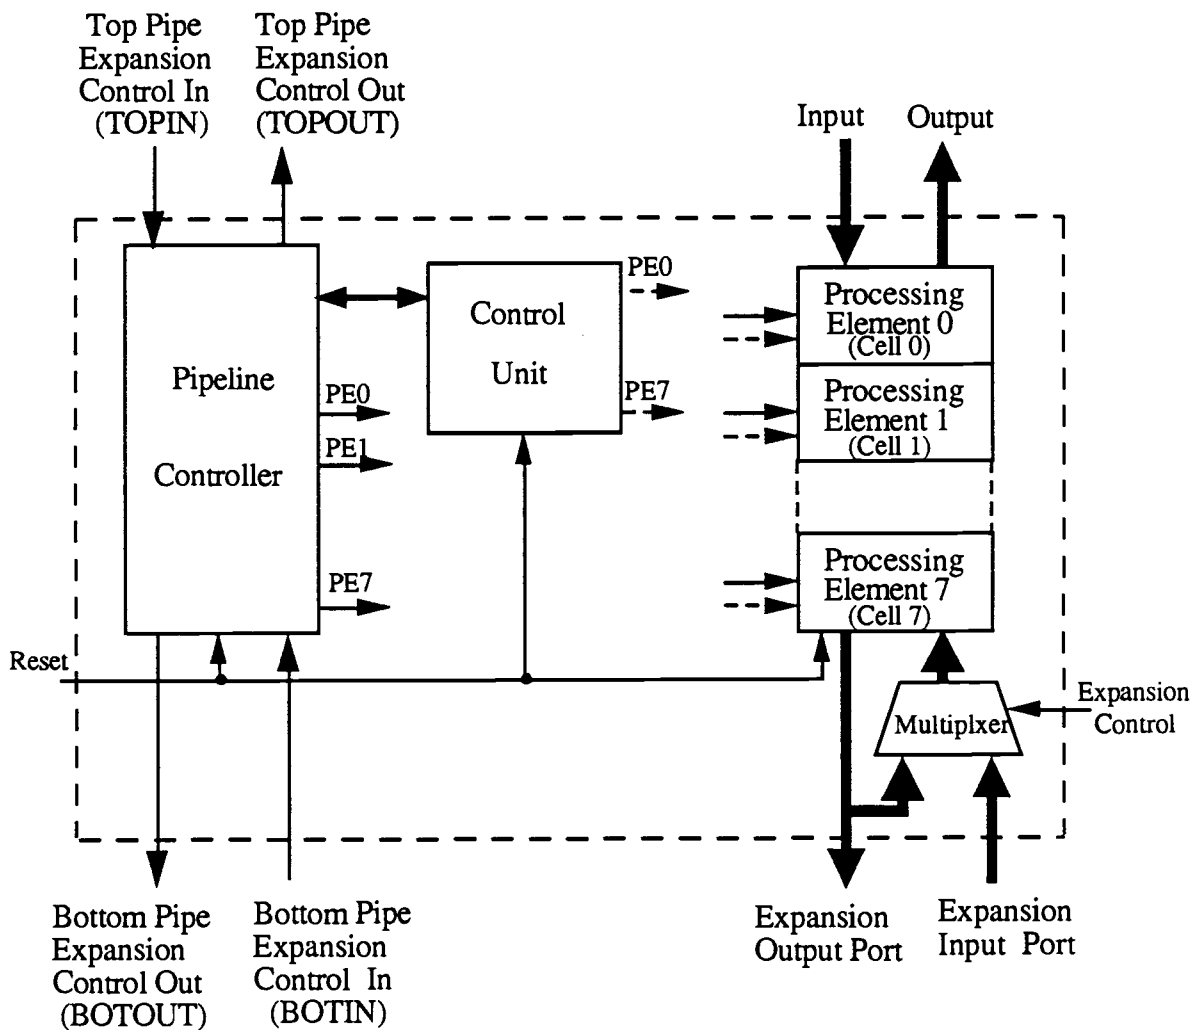 Top Pipe
Expansion
Control In
(TOPIN)
Top Pipe
Expansion
Control Out
(TOPOUT)
Input
Output
Pipeline
Controller
PE0
PE1
PE7
Control
Unit
PE0
PE7
Processing
Element 0
(Cell 0)
Processing
Element 1
(Cell 1)
Processing
Element 7
(Cell 7)
Reset
Multiplxer
Expansion
Control
Bottom Pipe
Expansion
Control Out
(BOTOUT)
Bottom Pipe
Expansion
Control In
(BOTIN)
Expansion
Output Port
Expansion
Input Port